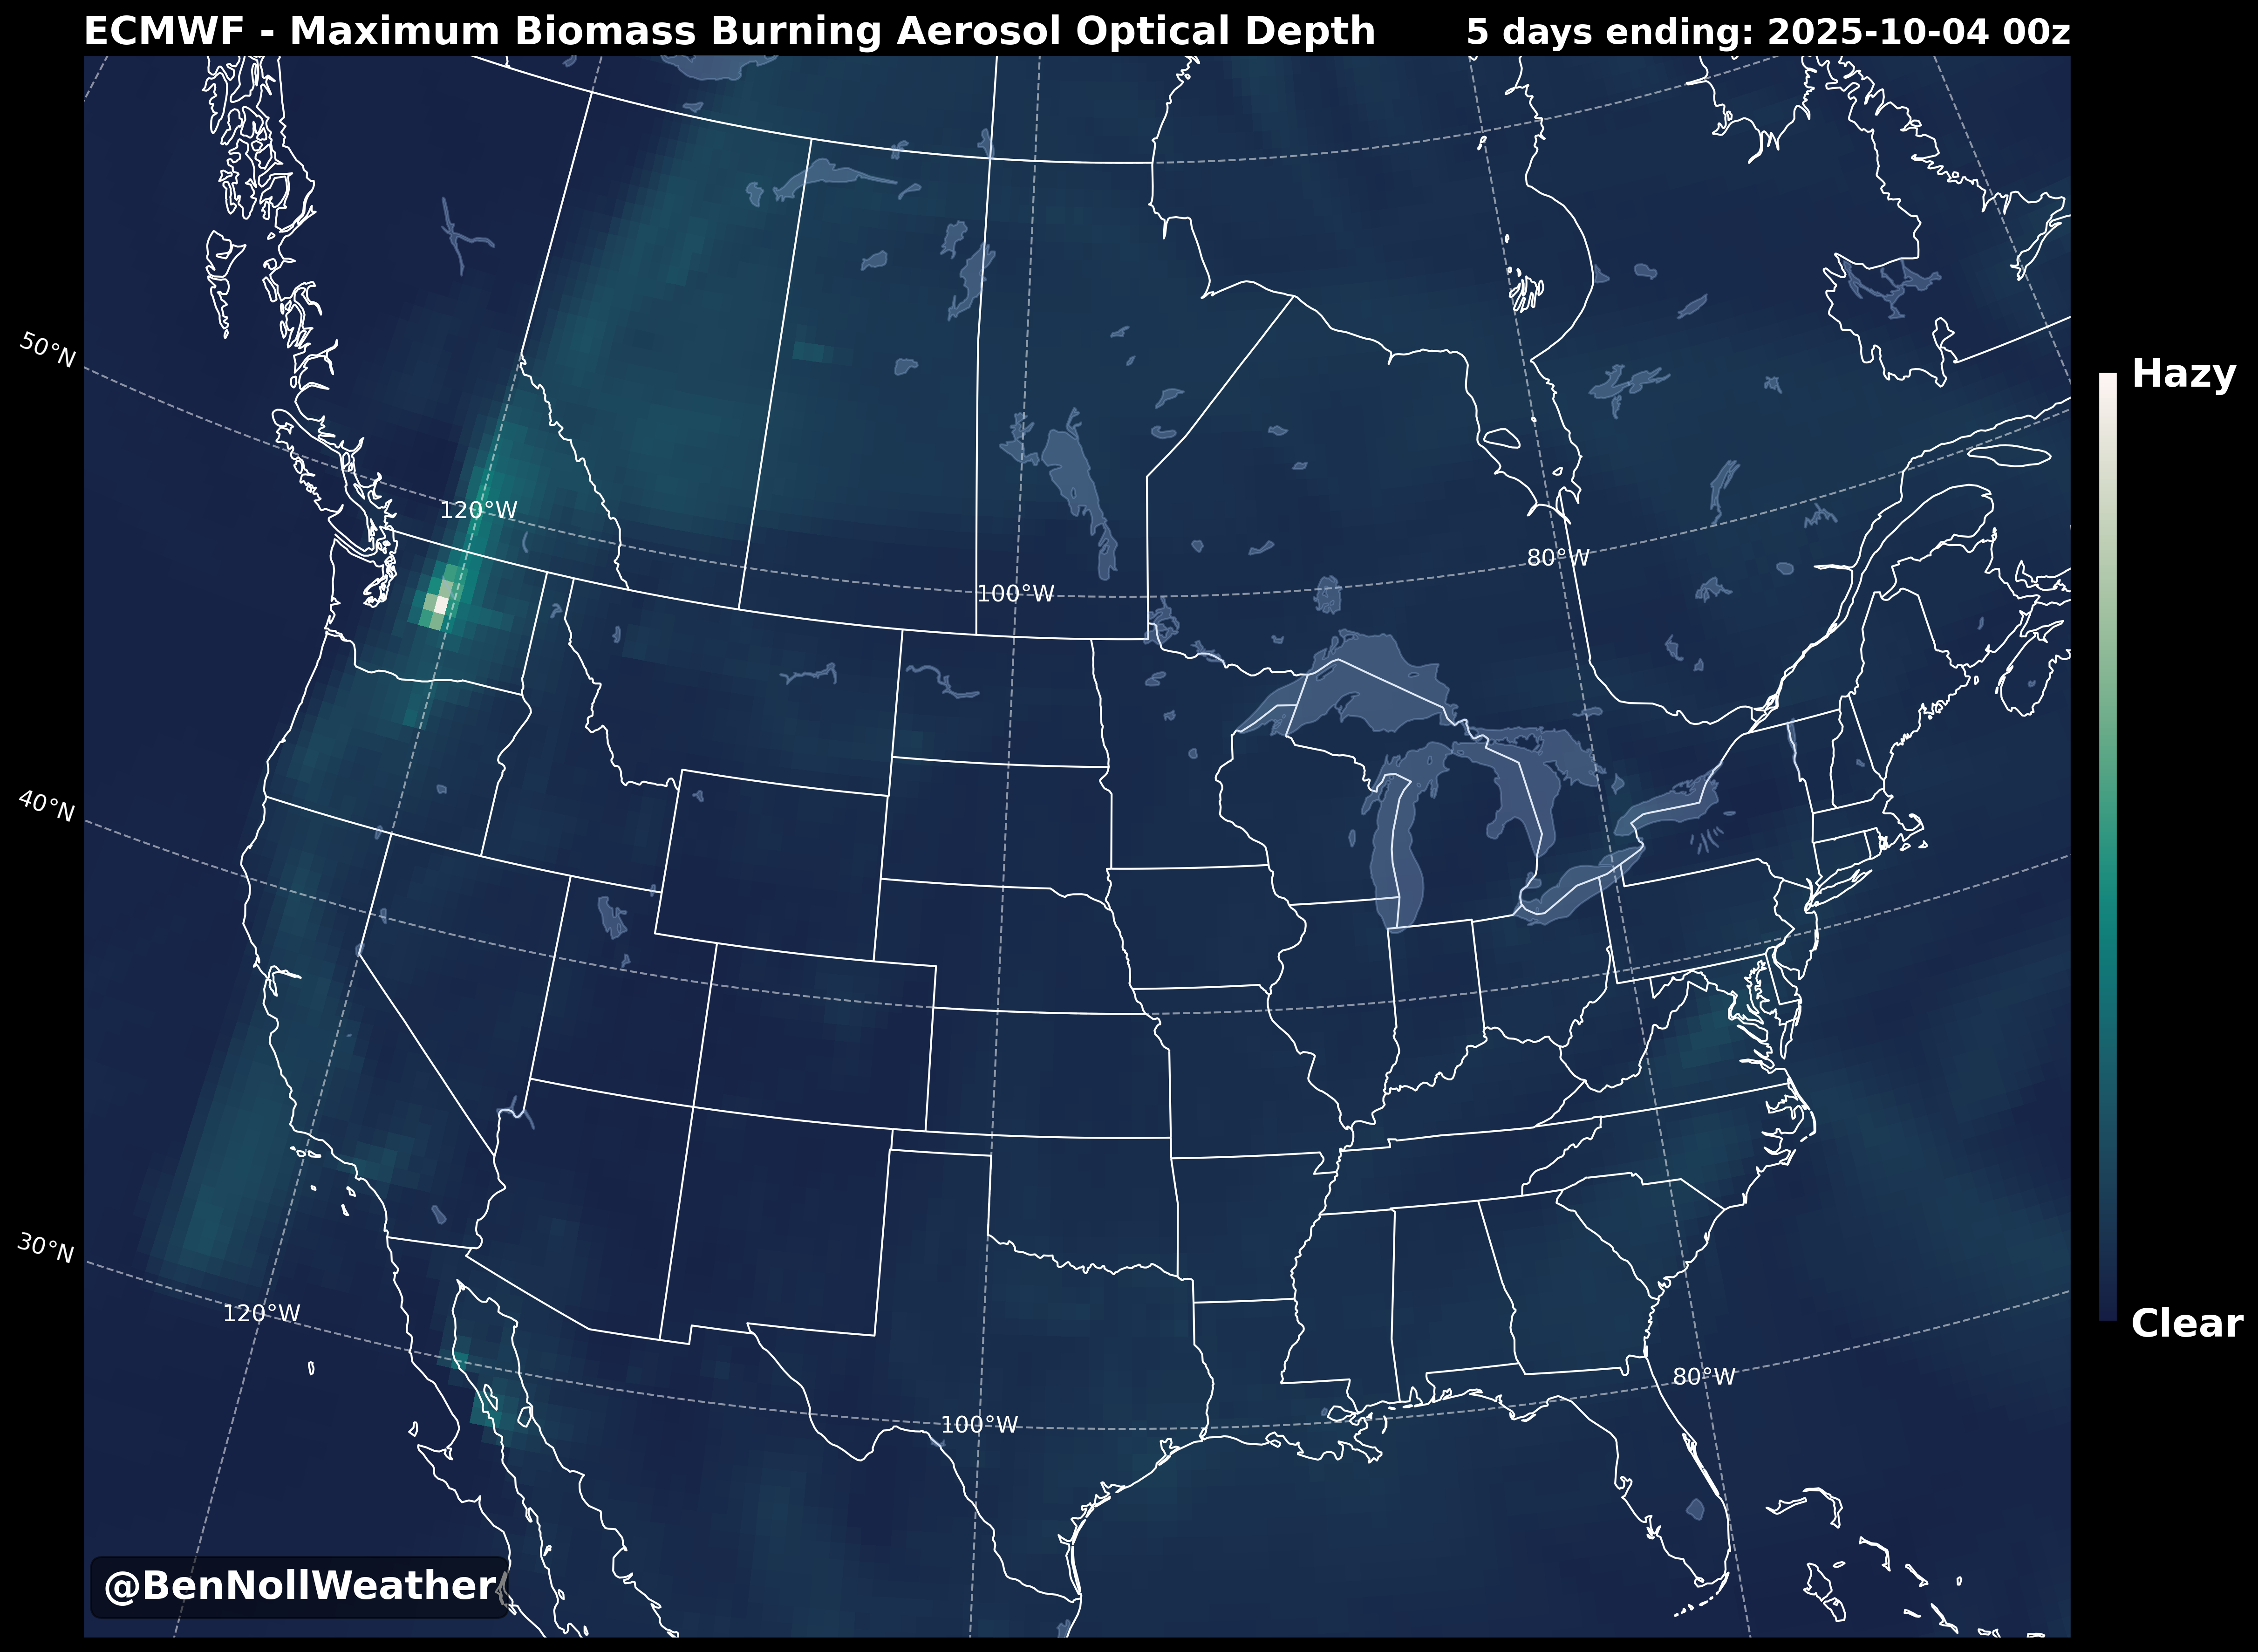 ECMWF - Maximum Biomass Burning Aerosol Optical Depth
5 days ending: 2025-10-04 00z
50°N
Hazy
120°W
80°W
100°W
40°N
30°N
120°W
Clear
80°W
100°W
@BenNollWeather